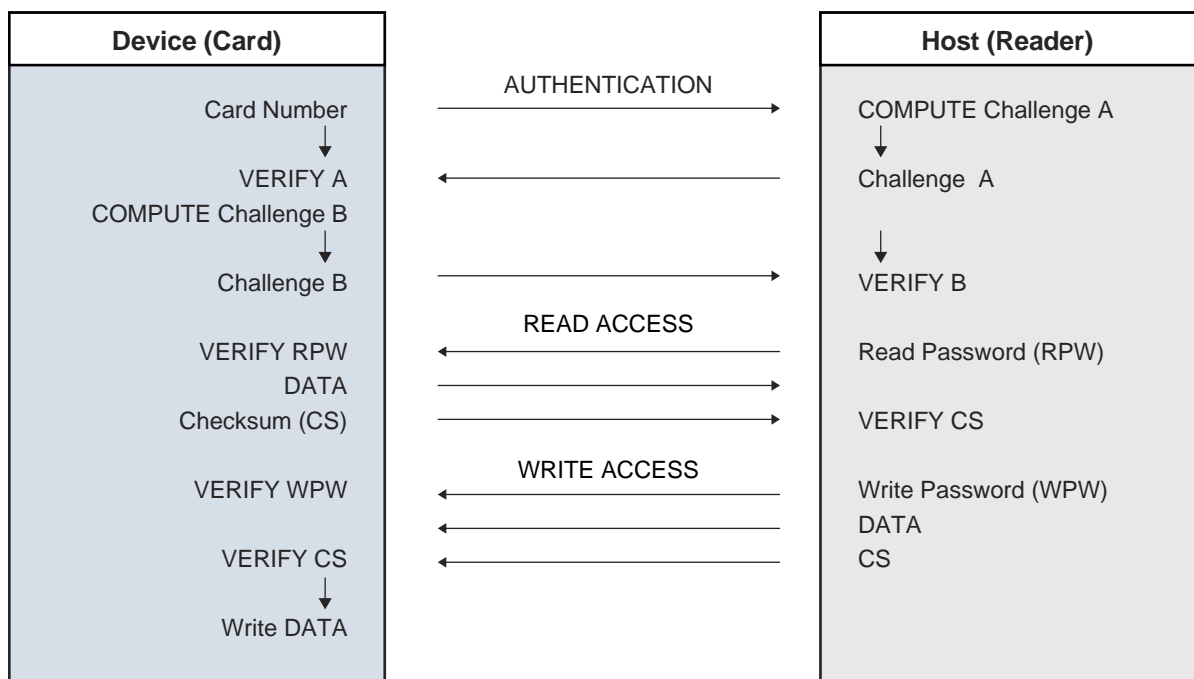 Device (Card)
Host (Reader)
AUTHENTICATION
Card Number
COMPUTE Challenge A
VERIFY A
Challenge A
COMPUTE Challenge B
Challenge B
VERIFY B
READ ACCESS
VERIFY RPW
Read Password (RPW)
DATA
Checksum (CS)
VERIFY CS
WRITE ACCESS
VERIFY WPW
Write Password (WPW)
DATA
VERIFY CS
CS
Write DATA